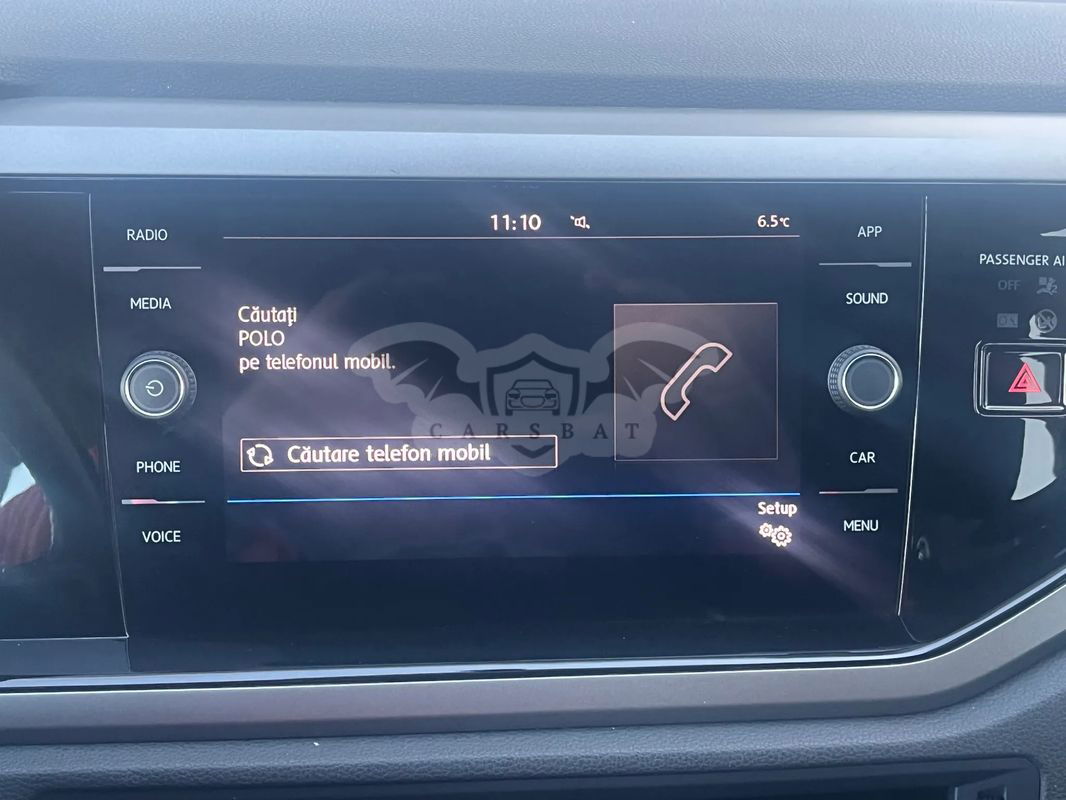 11:10
6.5°C
RADIO
MEDIA
PHONE
VOICE
Căutați
POLO
pe telefonul mobil.
Căutare telefon mobil
CARSBAT
Setup
APP
SOUND
CAR
MENU
PASSENGER AI
OFF
ON